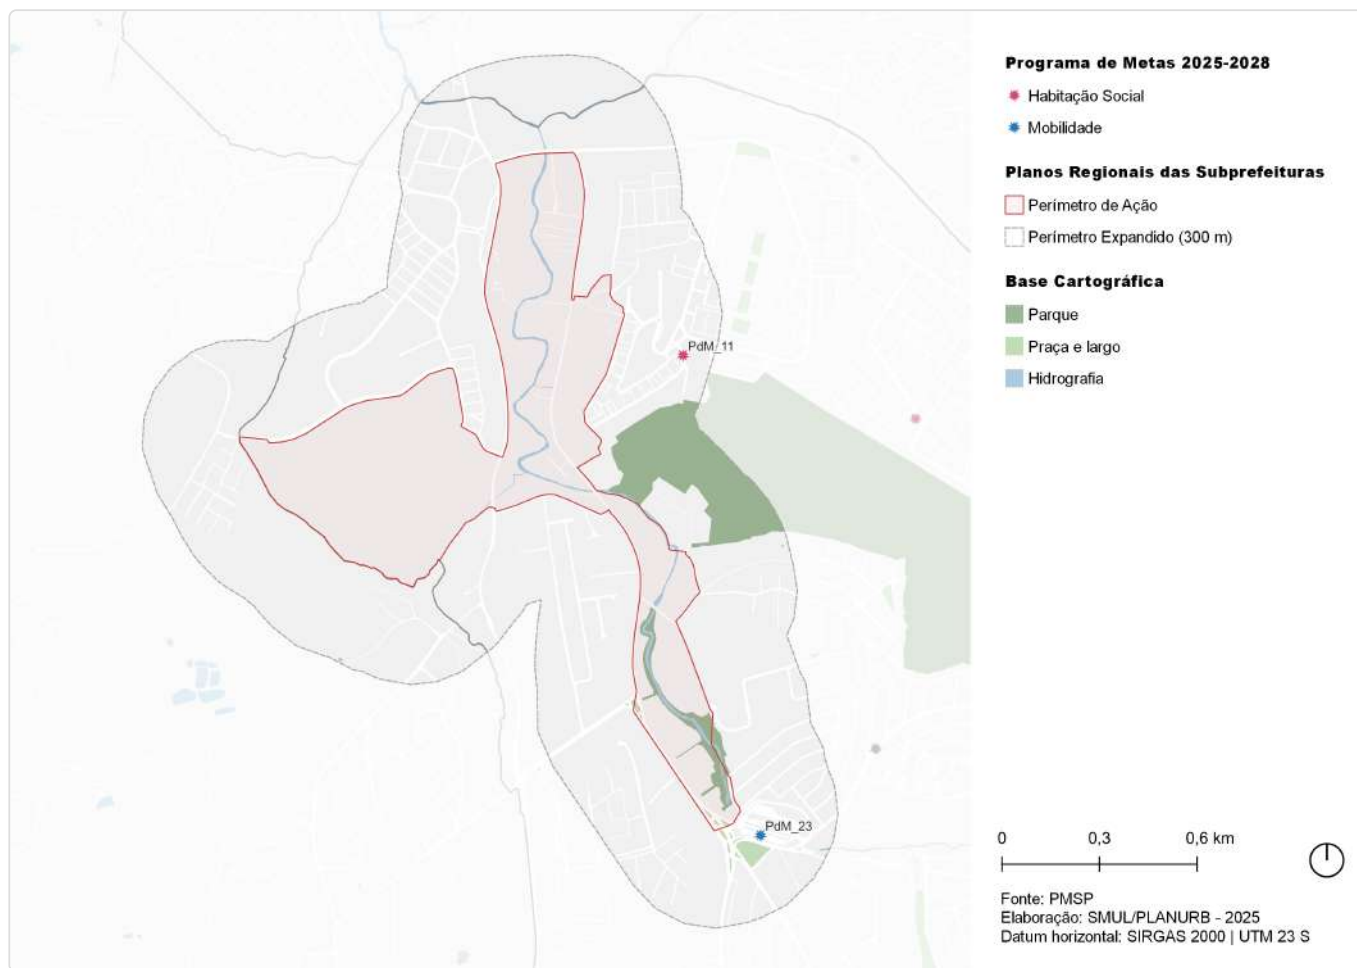 Programa de Metas 2025-2028
Habitação Social
Mobilidade
Planos Regionais das Subprefeituras
Perímetro de Ação
Perímetro Expandido (300 m)
Base Cartográfica
Parque
Praça e largo
Hidrografia
PdM_11
PdM_23
0 0,3 0,6 km
Fonte: PMSP
Elaboração: SMUL/PLANURB - 2025
Datum horizontal: SIRGAS 2000 | UTM 23 S